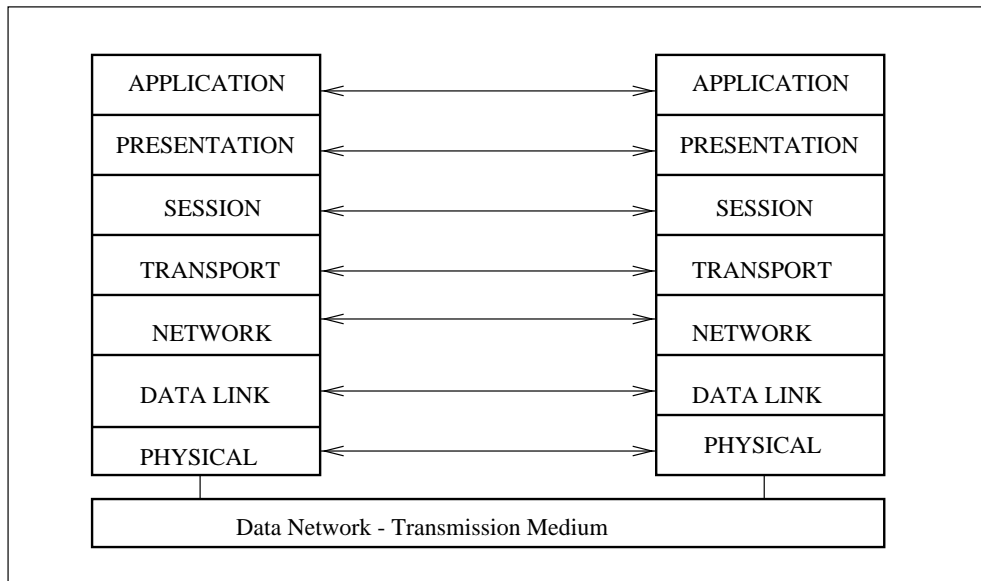 APPLICATION
APPLICATION
PRESENTATION
PRESENTATION
SESSION
SESSION
TRANSPORT
TRANSPORT
NETWORK
NETWORK
DATA LINK
DATA LINK
PHYSICAL
PHYSICAL
Data Network - Transmission Medium